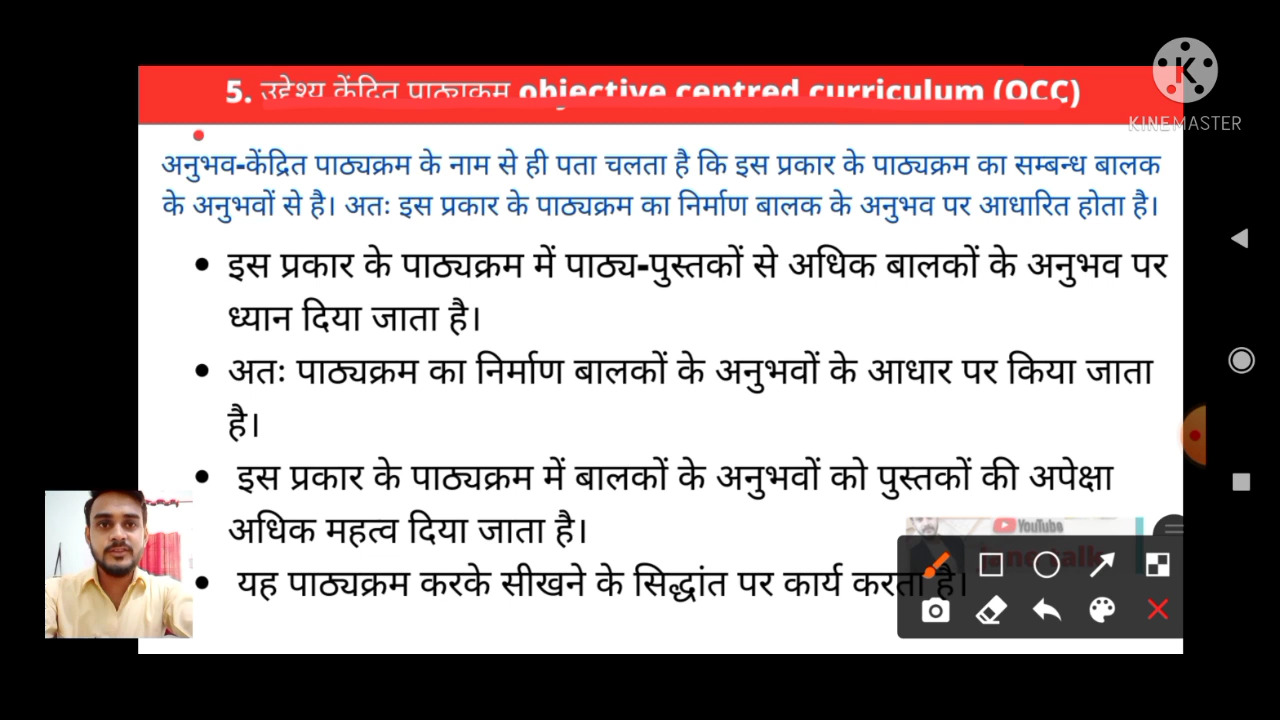 5. उद्देश्य केंद्रित पाठ्यक्रम objective centred curriculum (OCC)
KINEMASTER
अनुभव-केंद्रित पाठ्यक्रम के नाम से ही पता चलता है कि इस प्रकार के पाठ्यक्रम का सम्बन्ध बालक
के अनुभवों से है। अतः इस प्रकार के पाठ्यक्रम का निर्माण बालक के अनुभव पर आधारित होता है।
• इस प्रकार के पाठ्यक्रम में पाठ्य-पुस्तकों से अधिक बालकों के अनुभव पर
ध्यान दिया जाता है।
• अतः पाठ्यक्रम का निर्माण बालकों के अनुभवों के आधार पर किया जाता
है।
• इस प्रकार के पाठ्यक्रम में बालकों के अनुभवों को पुस्तकों की अपेक्षा
अधिक महत्व दिया जाता है।
YouTube
• यह पाठ्यक्रम करके सीखने के सिद्धांत पर कार्य करता है।